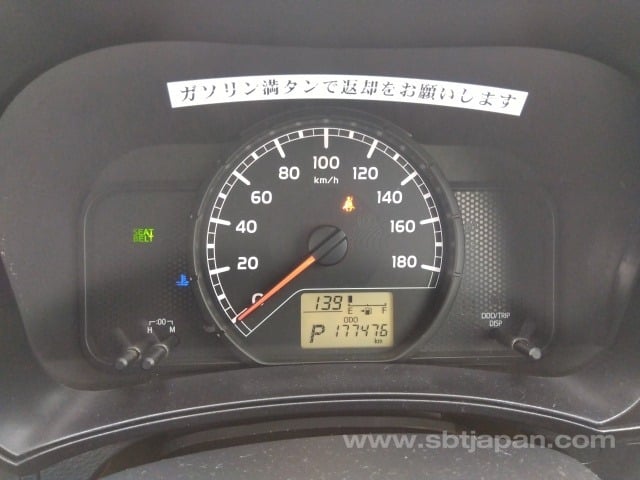 ガソリン満タンで返却をお願いします
100
80 120
km/h
60 140
40 160
20 180
0
SEAT
BELT
:00
H M
ODO/TRIP
DISP
139
E F
ODO
P 177476
km
www.sbtjapan.com